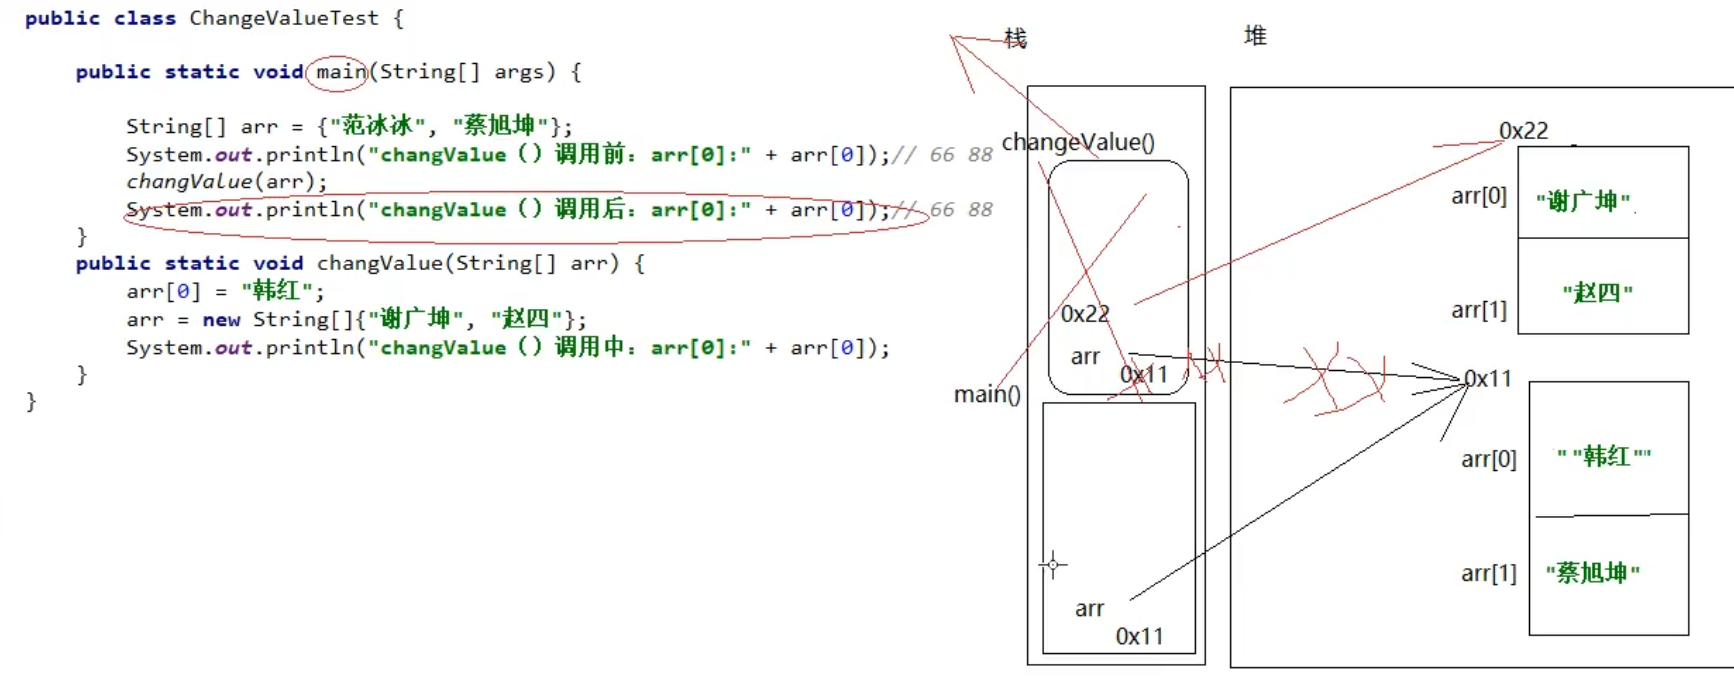 public class ChangeValueTest {
public static void main(String[] args) {
String[] arr = {"范冰冰", "蔡旭坤"};
System.out.println("changValue（）调用前：arr[0]:" + arr[0]);// 66 88
changValue(arr);
System.out.println("changValue（）调用后：arr[0]:" + arr[0]);// 66 88
}
public static void changValue(String[] arr) {
arr[0] = "韩红";
arr = new String[]{"谢广坤", "赵四"};
System.out.println("changValue（）调用中：arr[0]:" + arr[0]);
}
}
栈
changeValue()
0x22
arr
0x11
main()
arr
0x11
堆
0x22
arr[0]
"谢广坤"
arr[1]
"赵四"
0x11
arr[0]
""韩红""
arr[1]
"蔡旭坤"